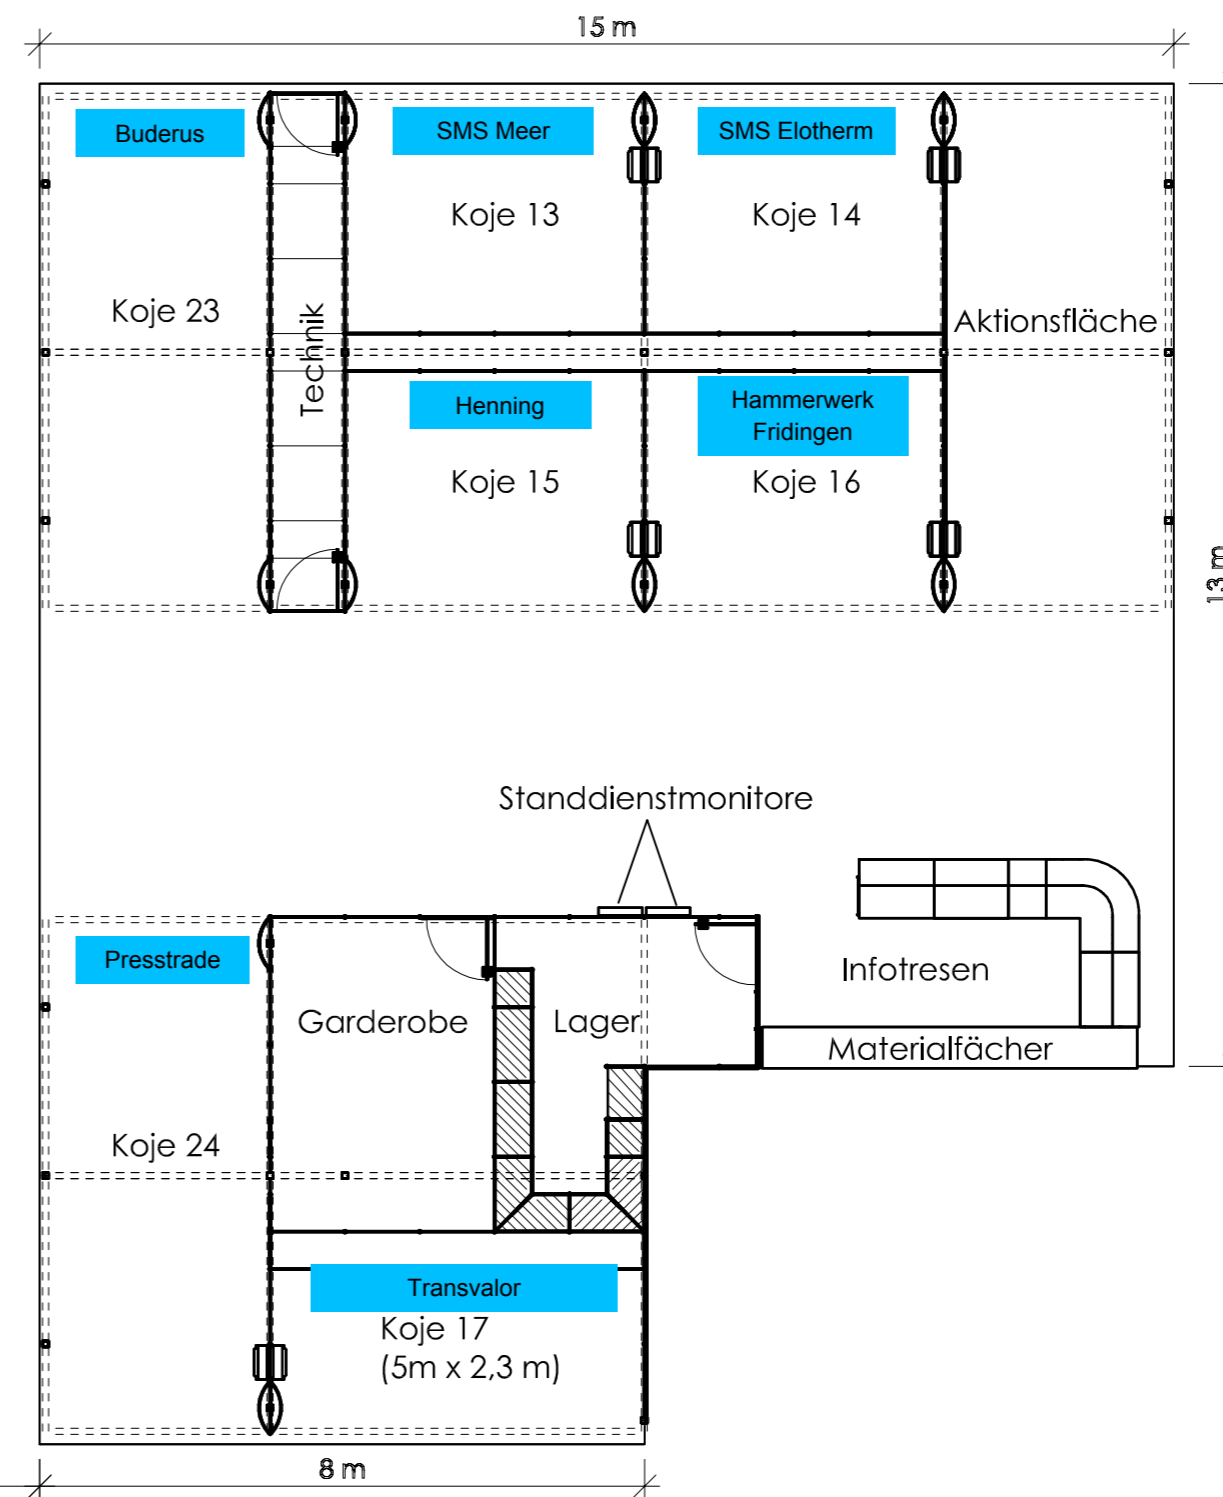 15 m
Buderus
SMS Meer
SMS Elotherm
Koje 13
Koje 14
Koje 23
Technik
Aktionsfläche
Henning
Hammerwerk
Fridingen
Koje 15
Koje 16
13 m
Standdienstmonitore
Presstrade
Infotresen
Garderobe
Lager
Materialfächer
Koje 24
Transvalor
Koje 17
(5m x 2,3 m)
8 m